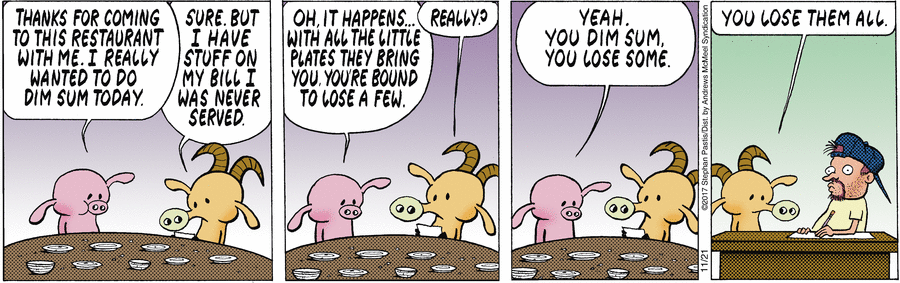 THANKS FOR COMING
TO THIS RESTAURANT
WITH ME. I REALLY
WANTED TO DO
DIM SUM TODAY.
SURE. BUT
I HAVE
STUFF ON
MY BILL I
WAS NEVER
SERVED.
OH, IT HAPPENS...
WITH ALL THE LITTLE
PLATES THEY BRING
YOU, YOU'RE BOUND
TO LOSE A FEW.
REALLY?
YEAH.
YOU DIM SUM,
YOU LOSE SOME.
©2017 Stephan Pastis/Dist. by Andrews McMeel Syndication
11/21
YOU LOSE THEM ALL.